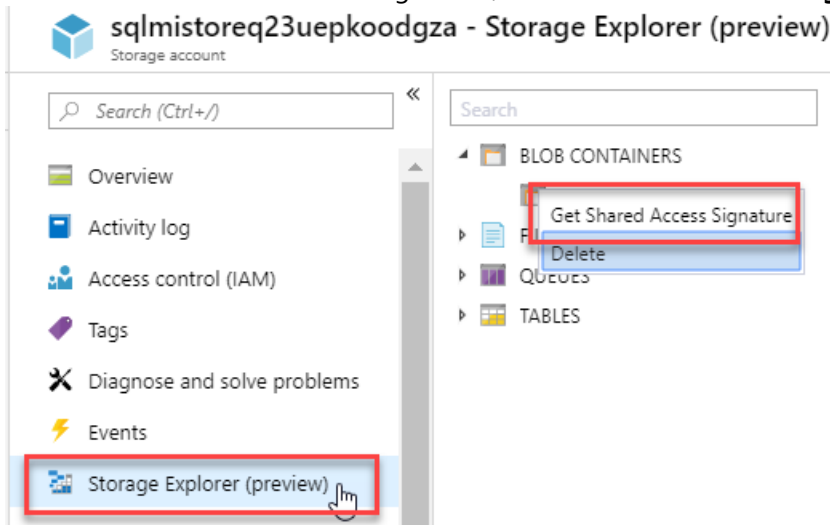 sqlmistoreq23uepkoodgza - Storage Explorer (preview)
Storage account
Search (Ctrl+/)
«
Search
Overview
Activity log
Access control (IAM)
Tags
Diagnose and solve problems
Events
Storage Explorer (preview)
BLOB CONTAINERS
Get Shared Access Signature
Delete
QUEUES
TABLES